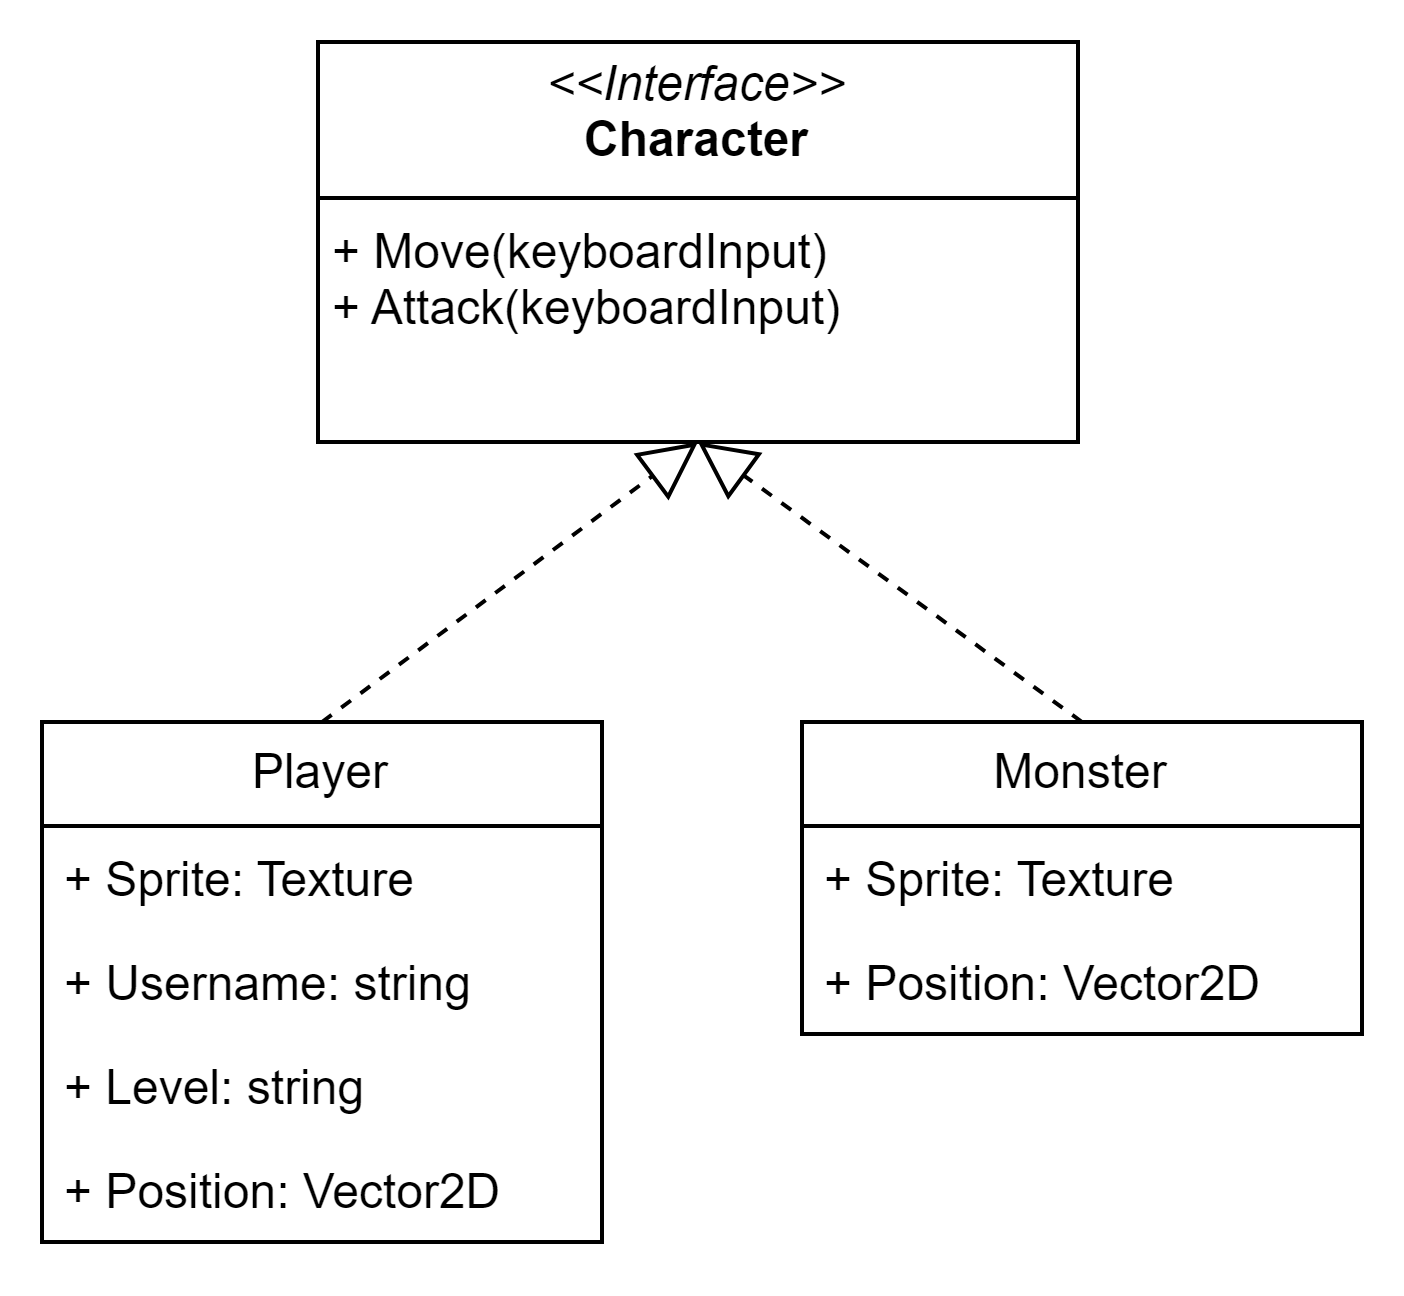 <<Interface>>
Character
+ Move(keyboardInput)
+ Attack(keyboardInput)
Player
+ Sprite: Texture
+ Username: string
+ Level: string
+ Position: Vector2D
Monster
+ Sprite: Texture
+ Position: Vector2D